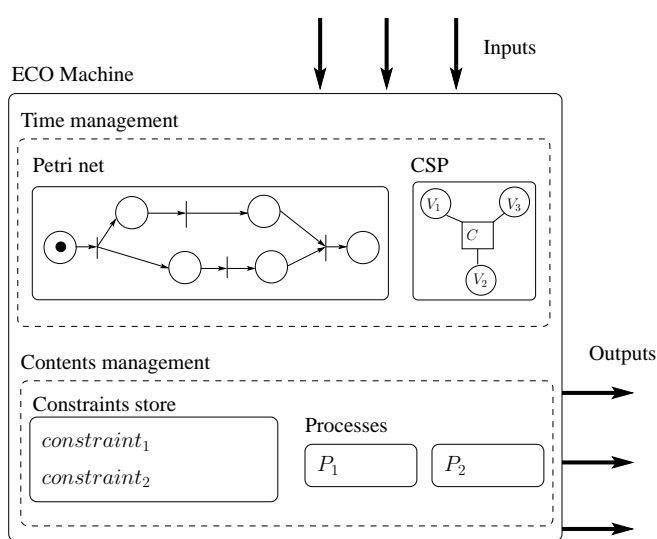 Inputs
ECO Machine
Time management
Petri net
CSP
V1
V3
C
V2
Outputs
Contents management
Constraints store
Processes
constraint1
constraint2
P1
P2